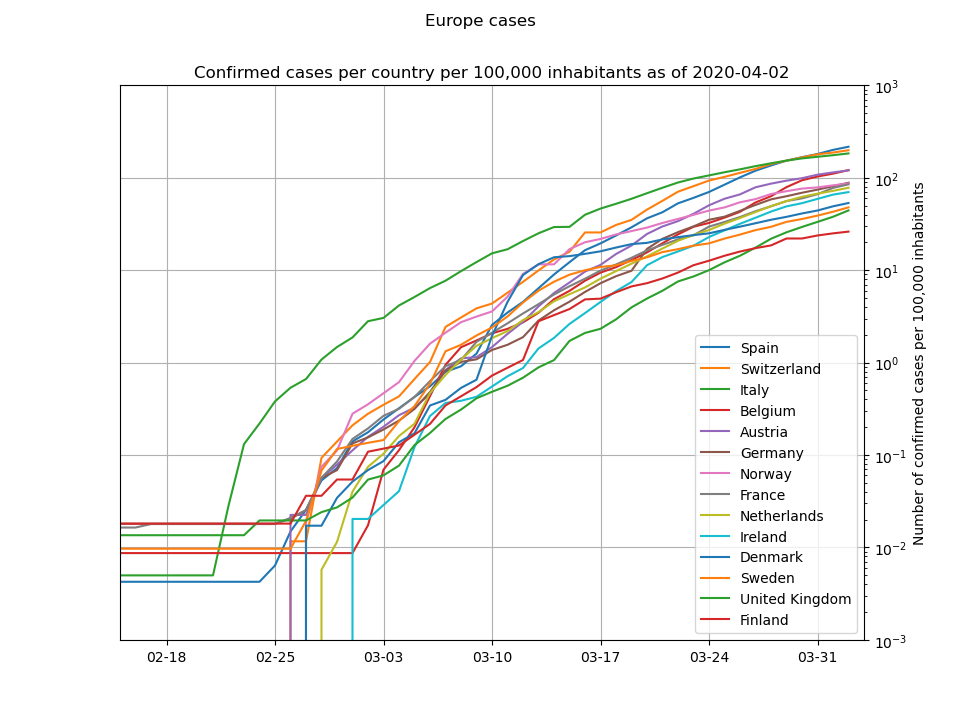 Europe cases
Confirmed cases per country per 100,000 inhabitants as of 2020-04-02
10³
10²
10¹
10⁰
10⁻¹
10⁻²
10⁻³
Number of confirmed cases per 100,000 inhabitants
Spain
Switzerland
Italy
Belgium
Austria
Germany
Norway
France
Netherlands
Ireland
Denmark
Sweden
United Kingdom
Finland
02-18 02-25 03-03 03-10 03-17 03-24 03-31